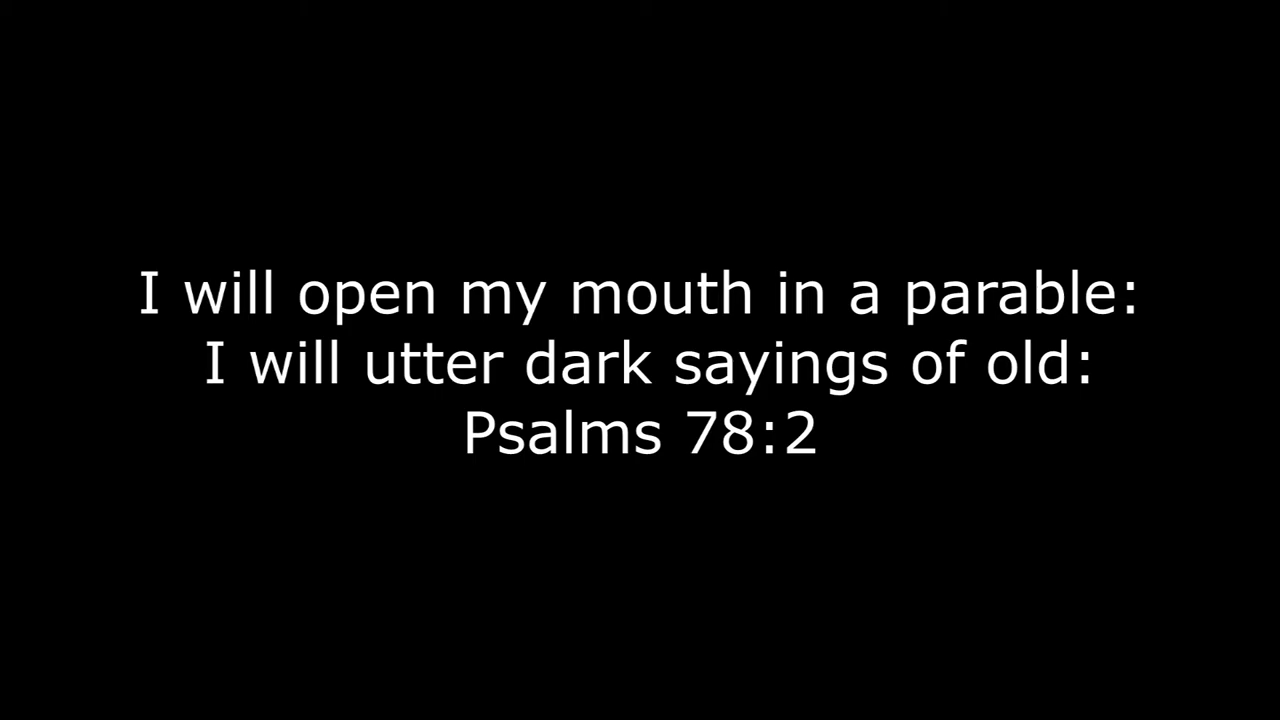 I will open my mouth in a parable:
I will utter dark sayings of old:
Psalms 78:2